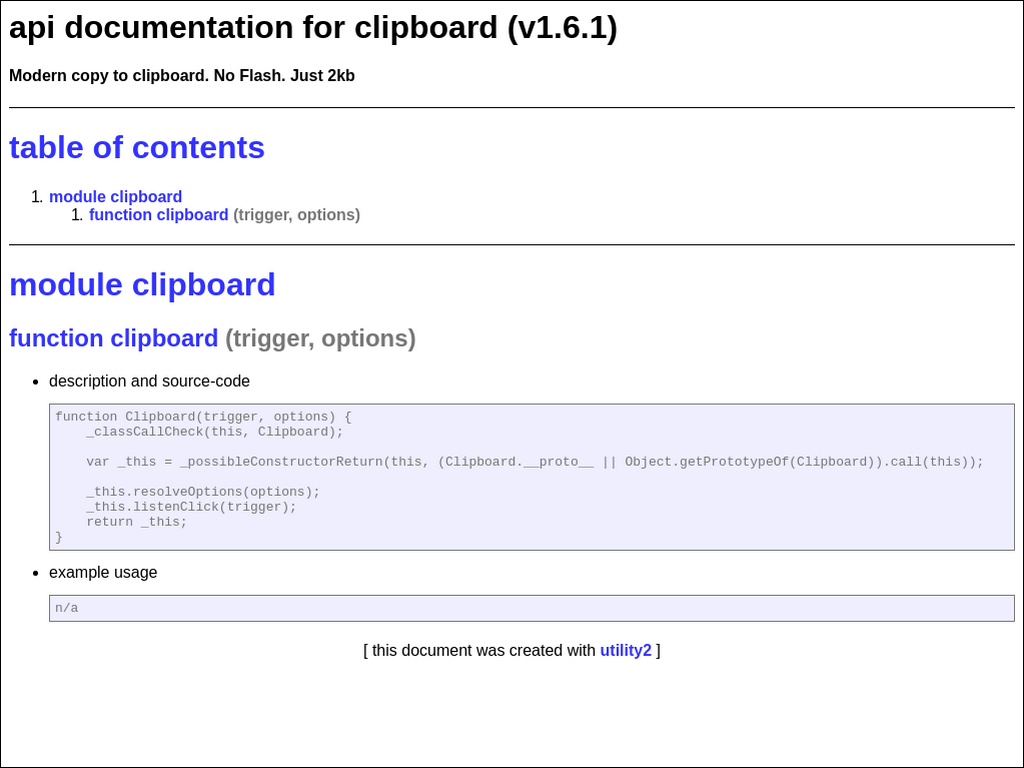 api documentation for clipboard (v1.6.1)
Modern copy to clipboard. No Flash. Just 2kb
table of contents
1. module clipboard
1. function clipboard (trigger, options)
module clipboard
function clipboard (trigger, options)
• description and source-code
function Clipboard(trigger, options) {
    _classCallCheck(this, Clipboard);
    var _this = _possibleConstructorReturn(this, (Clipboard.__proto__ || Object.getPrototypeOf(Clipboard)).call(this));
    _this.resolveOptions(options);
    _this.listenClick(trigger);
    return _this;
}
• example usage
n/a
[ this document was created with utility2 ]